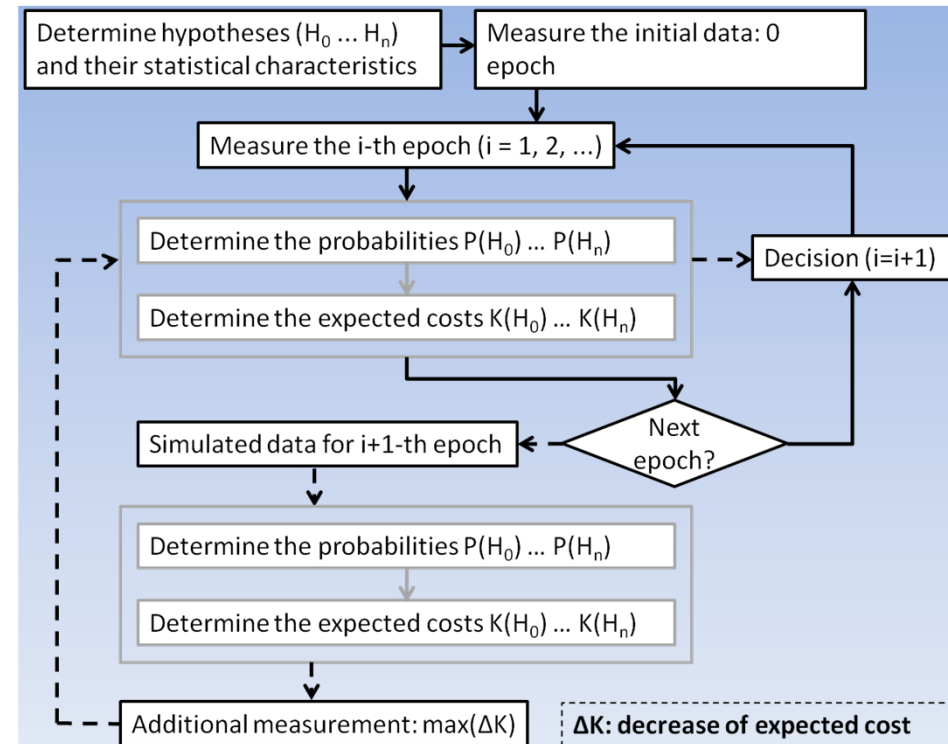 Determine hypotheses (H₀ ... Hₙ)
and their statistical characteristics
Measure the initial data: 0
epoch
Measure the i-th epoch (i = 1, 2, ...)
Determine the probabilities P(H₀) ... P(Hₙ)
Decision (i=i+1)
Determine the expected costs K(H₀) ... K(Hₙ)
Next
epoch?
Simulated data for i+1-th epoch
Determine the probabilities P(H₀) ... P(Hₙ)
Determine the expected costs K(H₀) ... K(Hₙ)
Additional measurement: max(ΔK)
ΔK: decrease of expected cost